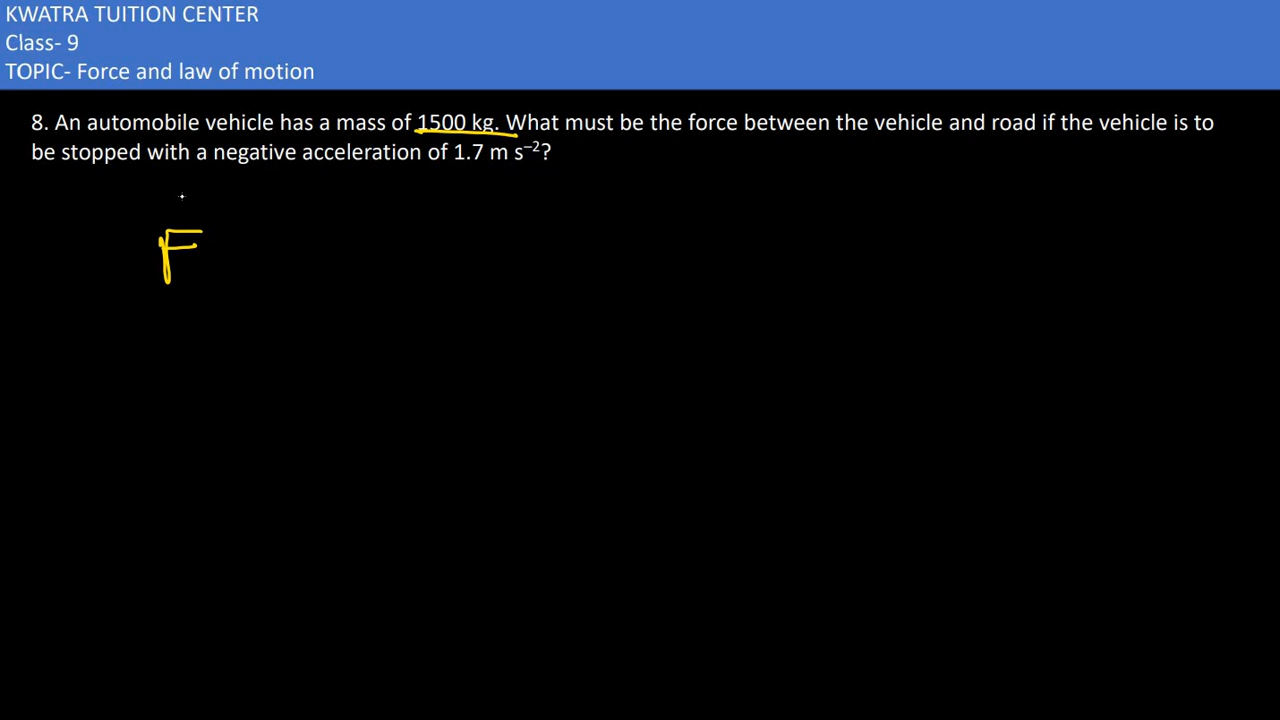 KWATRA TUITION CENTER
Class- 9
TOPIC- Force and law of motion
8. An automobile vehicle has a mass of 1500 kg. What must be the force between the vehicle and road if the vehicle is to
be stopped with a negative acceleration of 1.7 m s⁻²?
F